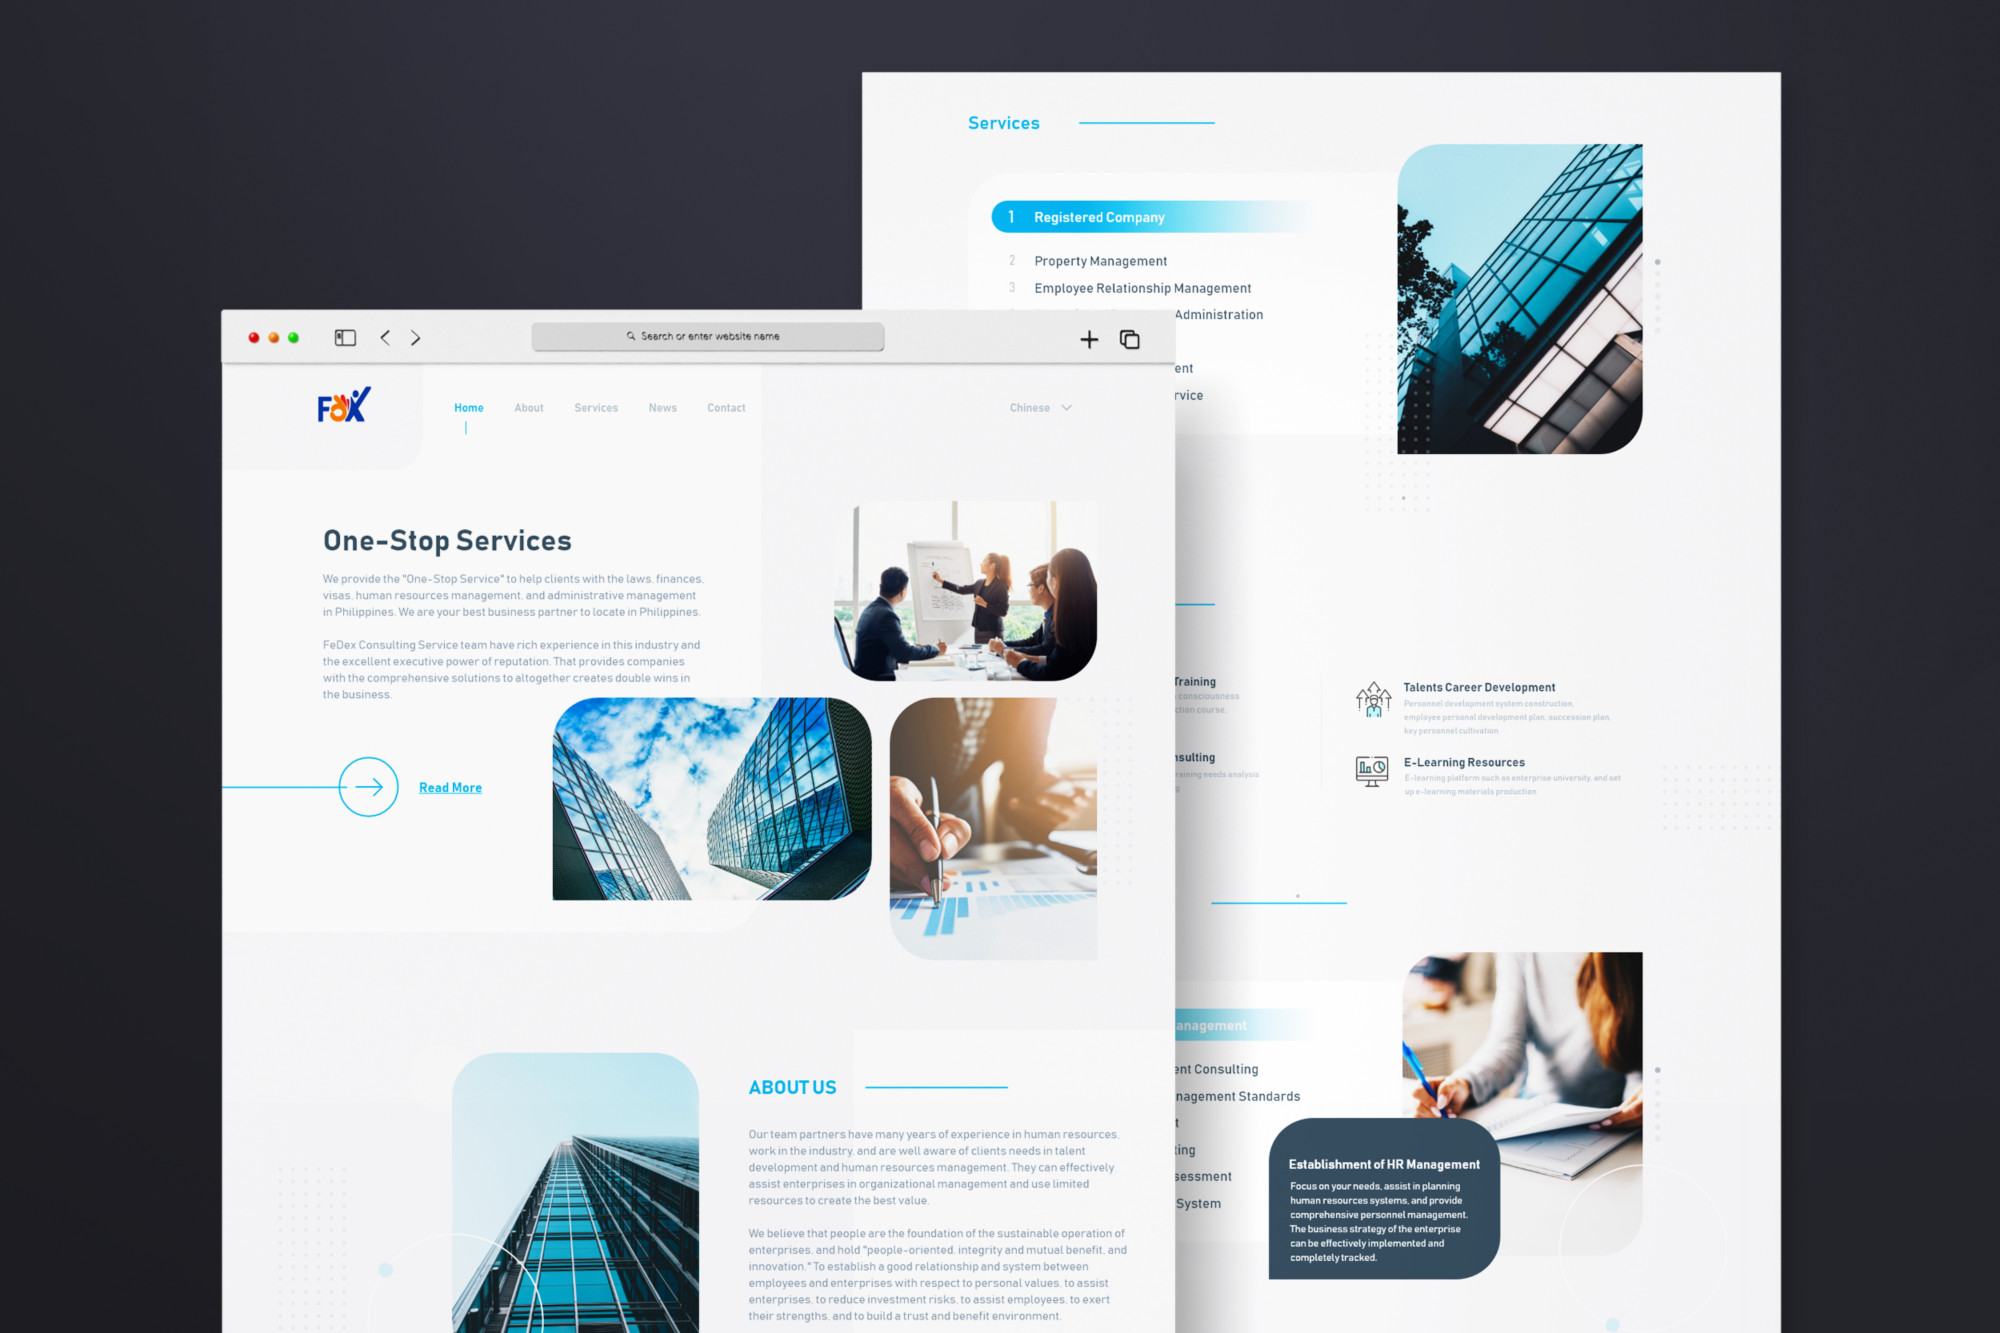 Services
1 Registered Company
2 Property Management
3 Employee Relationship Management
Administration
ent
rvice
Search or enter website name
FOX
Home About Services News Contact
Chinese
One-Stop Services
We provide the "One-Stop Service" to help clients with the laws, finances,
visas, human resources management, and administrative management
in Philippines. We are your best business partner to locate in Philippines.
FeDex Consulting Service team have rich experience in this industry and
the excellent executive power of reputation. That provides companies
with the comprehensive solutions to altogether creates double wins in
the business.
Read More
ABOUT US
Our team partners have many years of experience in human resources,
work in the industry, and are well aware of clients needs in talent
development and human resources management. They can effectively
assist enterprises in organizational management and use limited
resources to create the best value.
We believe that people are the foundation of the sustainable operation of
enterprises, and hold "people-oriented, integrity and mutual benefit, and
innovation." To establish a good relationship and system between
employees and enterprises with respect to personal values, to assist
enterprises, to reduce investment risks, to assist employees, to exert
their strengths, and to build a trust and benefit environment.
Training
consciousness
ction course.
nsulting
raining needs analysis
g
Talents Career Development
Personnel development system construction,
employee personal development plan, succession plan,
key personnel cultivation
E-Learning Resources
E-learning platform such as enterprise university, and set
up e-learning materials production
anagement
ent Consulting
nagement Standards
t
ting
sessment
System
Establishment of HR Management
Focus on your needs, assist in planning
human resources systems, and provide
comprehensive personnel management.
The business strategy of the enterprise
can be effectively implemented and
completely tracked.